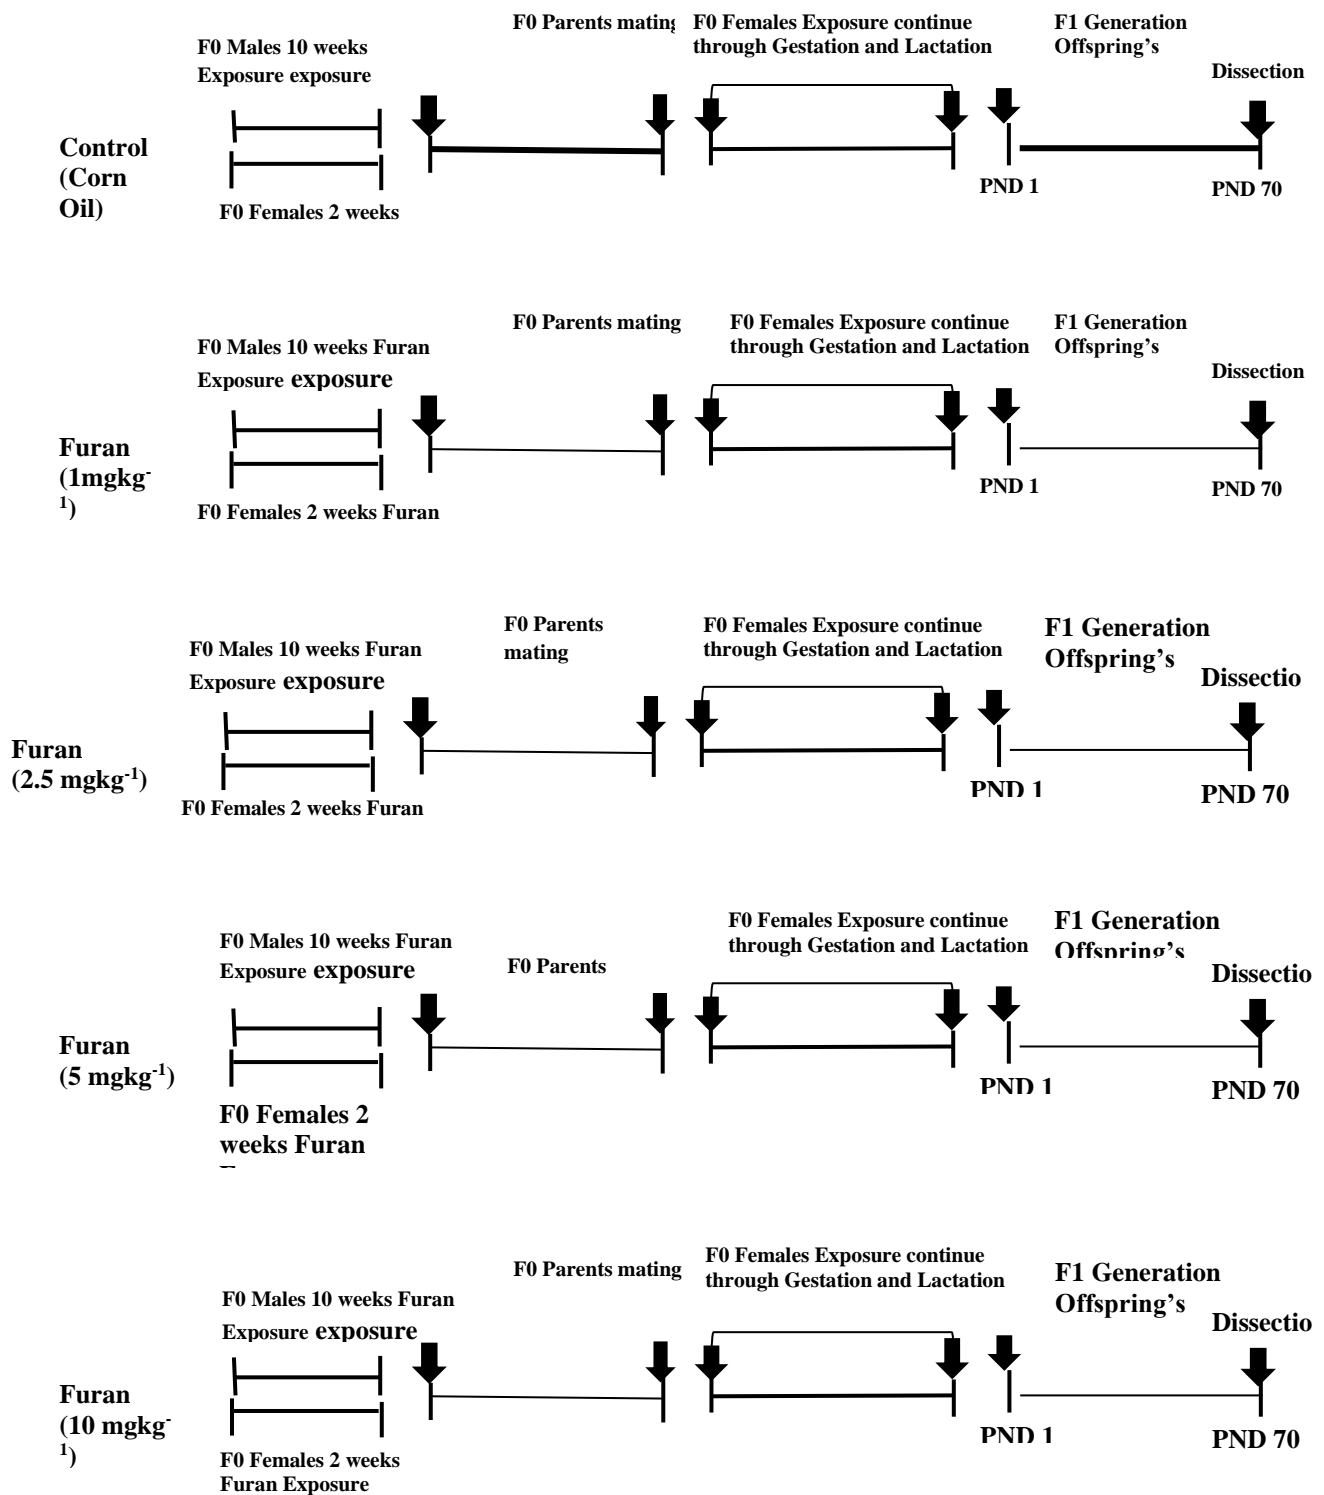 F0 Parents mating
F0 Females Exposure continue
through Gestation and Lactation
F1 Generation
Offspring's
F0 Males 10 weeks
Exposure exposure
Dissection
Control
(Corn
Oil)
PND 1
PND 70
F0 Females 2 weeks
F0 Parents mating
F0 Females Exposure continue
through Gestation and Lactation
F1 Generation
Offspring's
F0 Males 10 weeks Furan
Exposure exposure
Dissection
Furan
(1mgkg-
1)
PND 1
PND 70
F0 Females 2 weeks Furan
F0 Parents
mating
F0 Females Exposure continue
through Gestation and Lactation
F1 Generation
Offspring's
F0 Males 10 weeks Furan
Exposure exposure
Dissectio
Furan
(2.5 mgkg-1)
PND 1
PND 70
F0 Females 2 weeks Furan
F0 Females Exposure continue
through Gestation and Lactation
F1 Generation
Offspring's
F0 Males 10 weeks Furan
Exposure exposure
F0 Parents
Dissectio
Furan
(5 mgkg-1)
PND 1
PND 70
F0 Females 2
weeks Furan
F0 Parents mating
F0 Females Exposure continue
through Gestation and Lactation
F1 Generation
Offspring's
F0 Males 10 weeks Furan
Exposure exposure
Dissectio
Furan
(10 mgkg-
1)
PND 1
PND 70
F0 Females 2 weeks
Furan Exposure